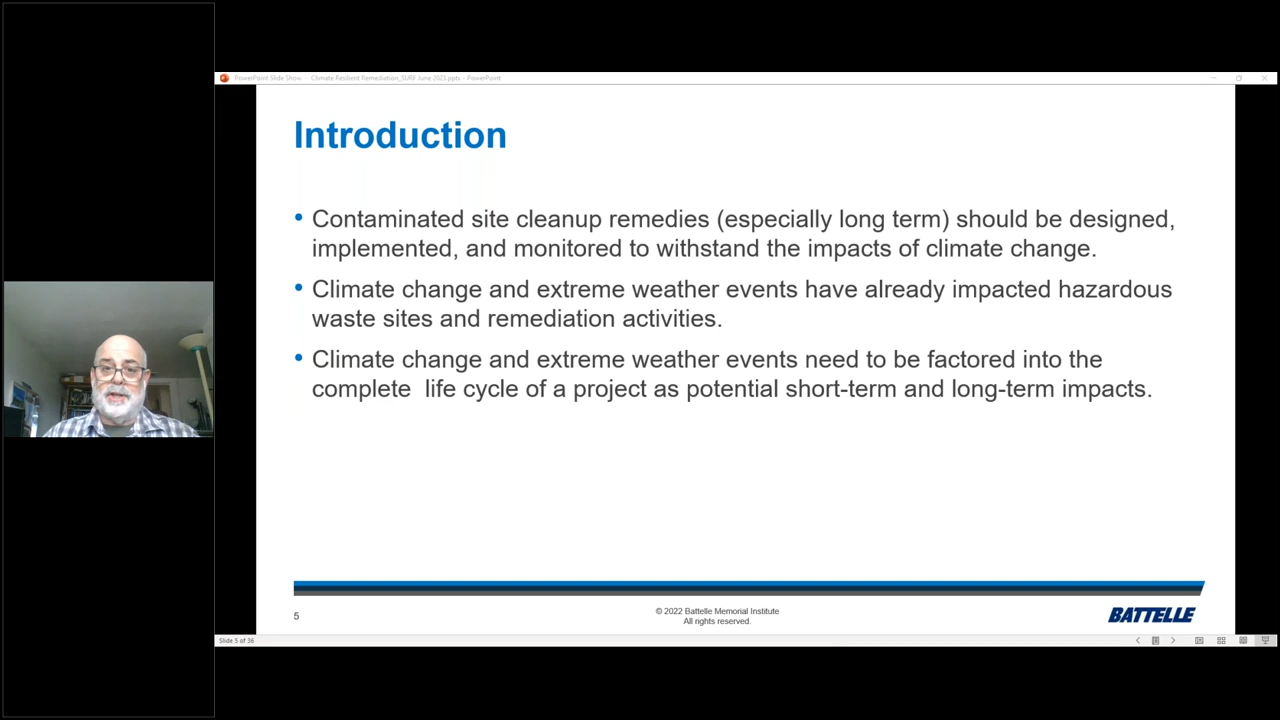 PowerPoint Slide Show - Climate Resilient Remediation_SURF June 2023.pptx - PowerPoint
Introduction
• Contaminated site cleanup remedies (especially long term) should be designed,
implemented, and monitored to withstand the impacts of climate change.
• Climate change and extreme weather events have already impacted hazardous
waste sites and remediation activities.
• Climate change and extreme weather events need to be factored into the
complete life cycle of a project as potential short-term and long-term impacts.
5
© 2022 Battelle Memorial Institute
All rights reserved.
BATTELLE
Slide 5 of 36